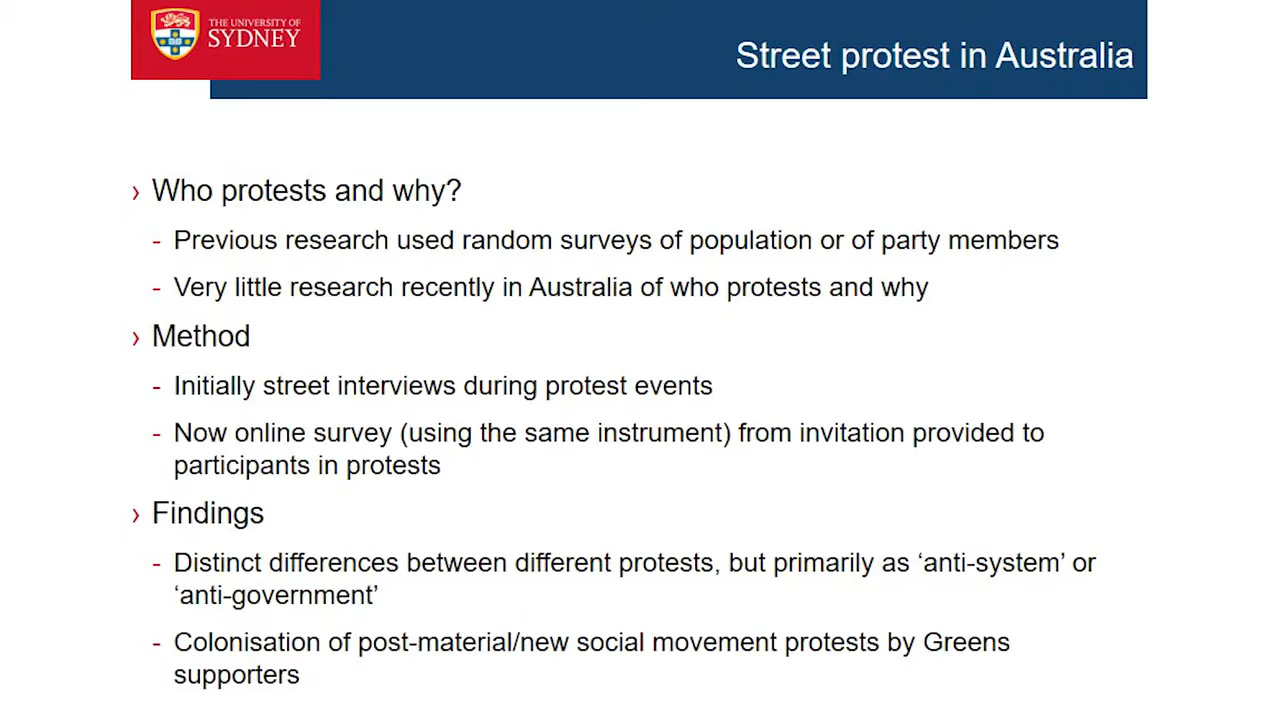 THE UNIVERSITY OF
SYDNEY
Street protest in Australia
› Who protests and why?
- Previous research used random surveys of population or of party members
- Very little research recently in Australia of who protests and why
› Method
- Initially street interviews during protest events
- Now online survey (using the same instrument) from invitation provided to
participants in protests
› Findings
- Distinct differences between different protests, but primarily as ‘anti-system’ or
‘anti-government’
- Colonisation of post-material/new social movement protests by Greens
supporters